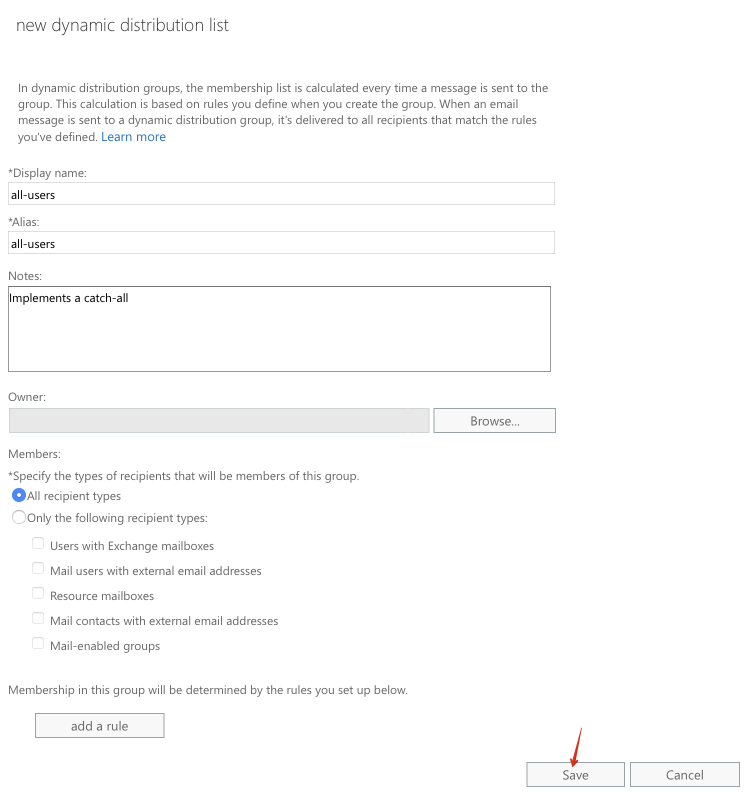 new dynamic distribution list
In dynamic distribution groups, the membership list is calculated every time a message is sent to the
group. This calculation is based on rules you define when you create the group. When an email
message is sent to a dynamic distribution group, it's delivered to all recipients that match the rules
you've defined. Learn more
*Display name:
all-users
*Alias:
all-users
Notes:
Implements a catch-all
Owner:
Browse...
Members:
*Specify the types of recipients that will be members of this group.
All recipient types
Only the following recipient types:
Users with Exchange mailboxes
Mail users with external email addresses
Resource mailboxes
Mail contacts with external email addresses
Mail-enabled groups
Membership in this group will be determined by the rules you set up below.
add a rule
Save Cancel